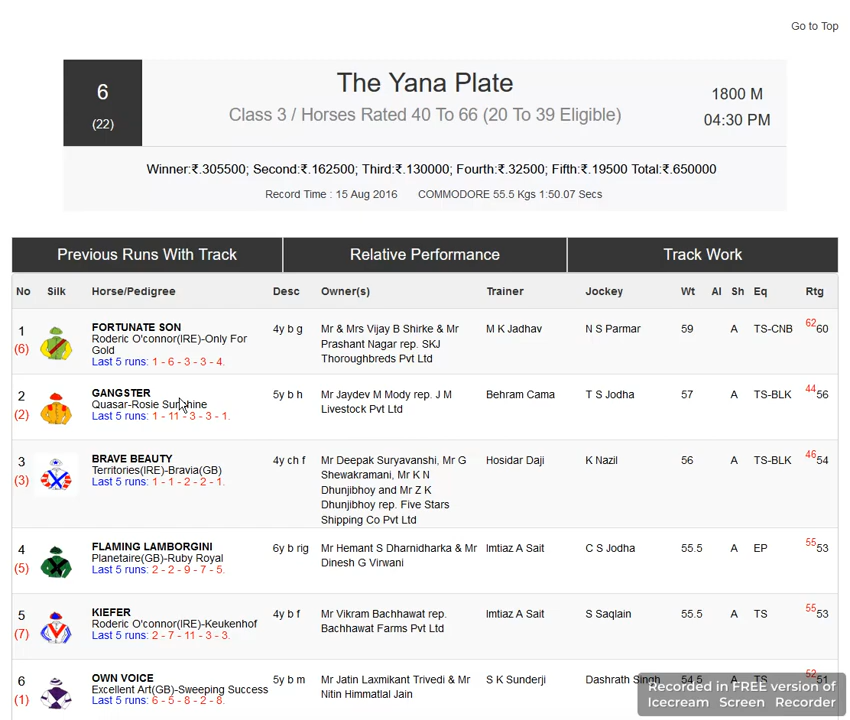 Go to Top
6
(22)
The Yana Plate
Class 3 / Horses Rated 40 To 66 (20 To 39 Eligible)
1800 M
04:30 PM
Winner:₹.305500; Second:₹.162500; Third:₹.130000; Fourth:₹.32500; Fifth:₹.19500 Total:₹.650000
Record Time : 15 Aug 2016 COMMODORE 55.5 Kgs 1:50.07 Secs
Previous Runs With Track Relative Performance Track Work
No Silk Horse/Pedigree Desc Owner(s) Trainer Jockey Wt Al Sh Eq Rtg
1
(6)
FORTUNATE SON
Roderic O'connor(IRE)-Only For
Gold
Last 5 runs: 1 - 6 - 3 - 3 - 4.
4y b g
Mr & Mrs Vijay B Shirke & Mr
Prashant Nagar rep. SKJ
Thoroughbreds Pvt Ltd
M K Jadhav
N S Parmar
59
A
TS-CNB
62 60
2
(2)
GANGSTER
Quasar-Rosie Sunshine
Last 5 runs: 1 - 11 - 3 - 3 - 1.
5y b h
Mr Jaydev M Mody rep. J M
Livestock Pvt Ltd
Behram Cama
T S Jodha
57
A
TS-BLK
44 56
3
(3)
BRAVE BEAUTY
Territories(IRE)-Bravia(GB)
Last 5 runs: 1 - 1 - 2 - 2 - 1.
4y ch f
Mr Deepak Suryavanshi, Mr G
Shewakramani, Mr K N
Dhunjibhoy and Mr Z K
Dhunjibhoy rep. Five Stars
Shipping Co Pvt Ltd
Hosidar Daji
K Nazil
56
A
TS-BLK
46 54
4
(5)
FLAMING LAMBORGINI
Planetaire(GB)-Ruby Royal
Last 5 runs: 2 - 2 - 9 - 7 - 5.
6y b rig
Mr Hemant S Dharnidharka & Mr
Dinesh G Virwani
Imtiaz A Sait
C S Jodha
55.5
A
EP
55 53
5
(7)
KIEFER
Roderic O'connor(IRE)-Keukenhof
Last 5 runs: 2 - 7 - 11 - 3 - 3.
4y b f
Mr Vikram Bachhawat rep.
Bachhawat Farms Pvt Ltd
Imtiaz A Sait
S Saqlain
55.5
A
TS
55 53
6
(1)
OWN VOICE
Excellent Art(GB)-Sweeping Success
Last 5 runs: 6 - 5 - 8 - 2 - 8.
5y b m
Mr Jatin Laxmikant Trivedi & Mr
Nitin Himmatlal Jain
S K Sunderji
Dashrath Singh
54.5
A
TS
52 51
Recorded in FREE version of
Icecream Screen Recorder